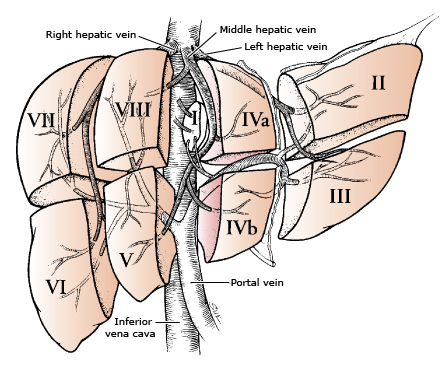 Right hepatic vein
Middle hepatic vein
Left hepatic vein
II
VII
VIII
I
IVa
III
IVb
V
VI
Portal vein
Inferior
vena cava